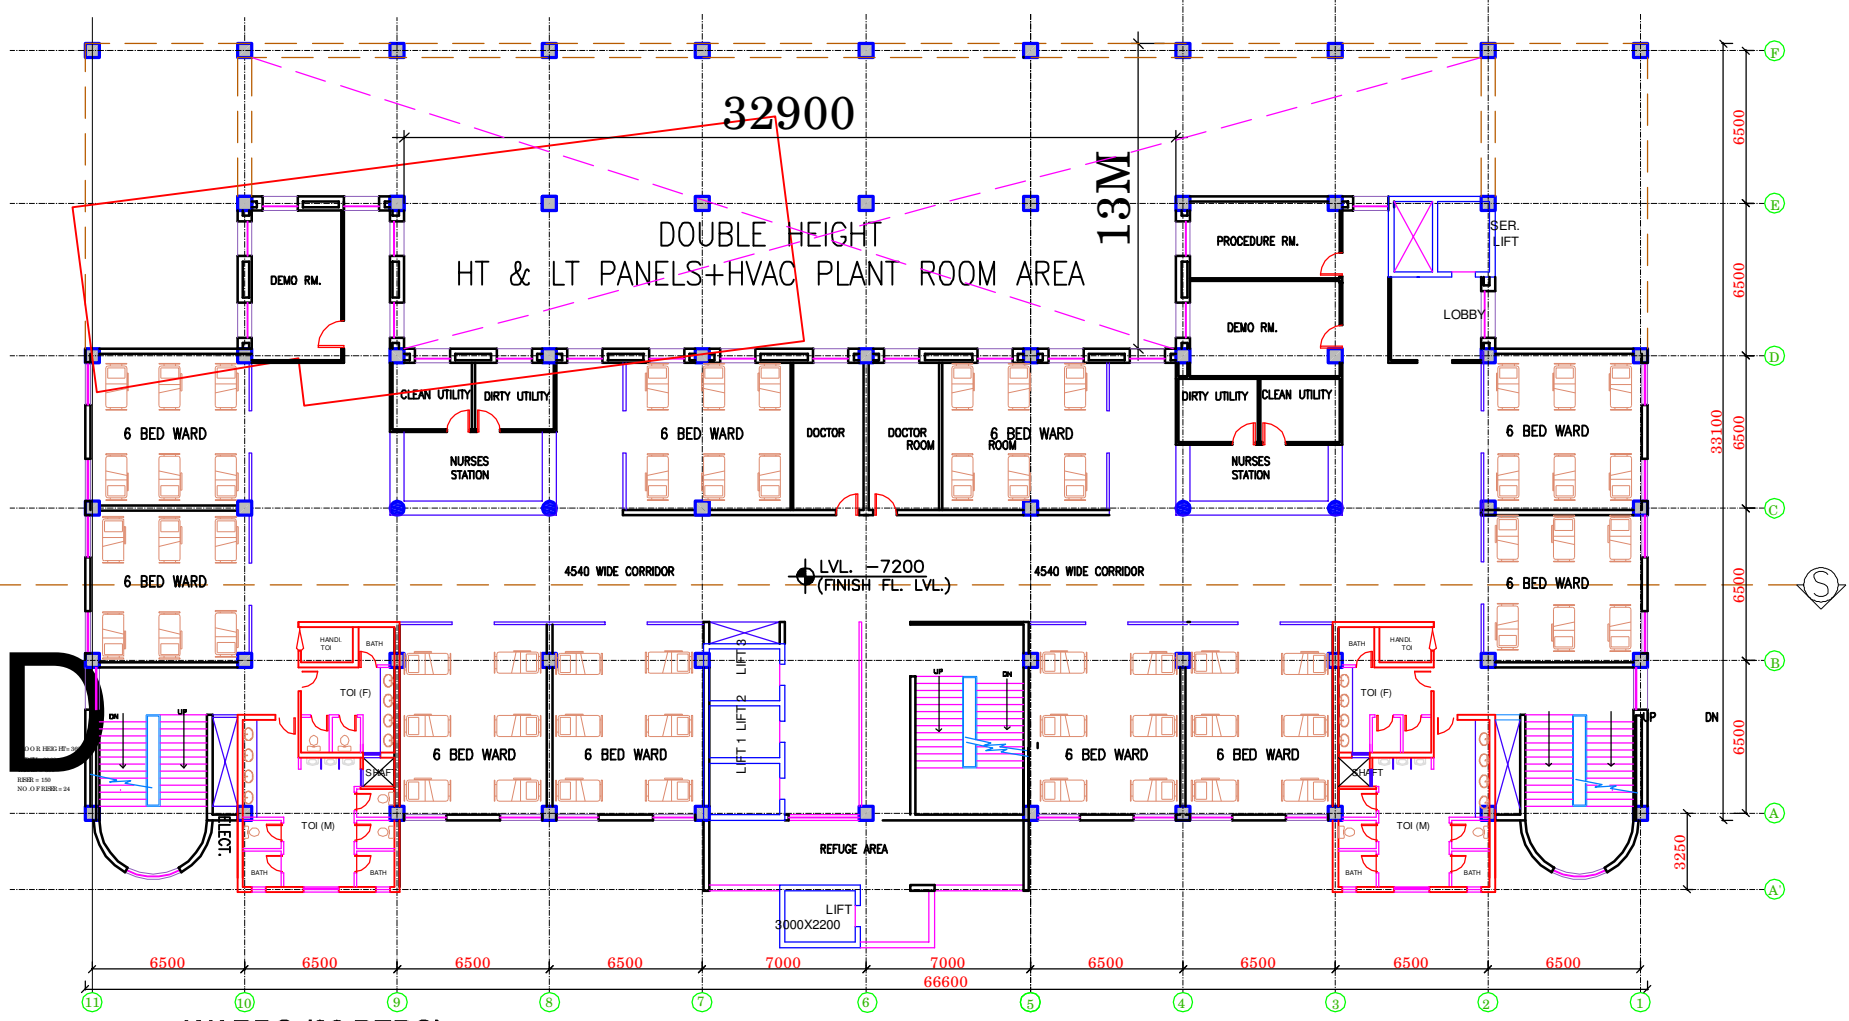 F
32900
6500
13M
E
SER.
LIFT
PROCEDURE RM.
DOUBLE HEIGHT
HT & LT PANELS+HVAC PLANT ROOM AREA
DEMO RM.
6500
LOBBY
DEMO RM.
D
CLEAN UTILITY
DIRTY UTILITY
DIRTY UTILITY
CLEAN UTILITY
6 BED WARD
6 BED WARD
DOCTOR
DOCTOR
ROOM
6 BED WARD
ROOM
6 BED WARD
33100
6500
NURSES
STATION
NURSES
STATION
C
4540 WIDE CORRIDOR
LVL. -7200
(FINISH FL. LVL.)
4540 WIDE CORRIDOR
6 BED WARD
6 BED WARD
6500
S
HANDI.
TOI
BATH
LIFT 3
BATH
HANDI.
TOI
B
UP
DN
D
TOI (F)
TOI (F)
DN
UP
LIFT 2
UP
DN
6500
LIFT 1
6 BED WARD
6 BED WARD
6 BED WARD
6 BED WARD
SHAFT
RISER = 150
NO .OF RISER = 24
A
ELECT.
TOI (M)
TOI (M)
REFUGE AREA
3250
BATH
BATH
BATH
BATH
A'
LIFT
3000X2200
6500
6500
6500
6500
7000
7000
6500
6500
6500
6500
66600
11
10
9
8
7
6
5
4
3
2
1